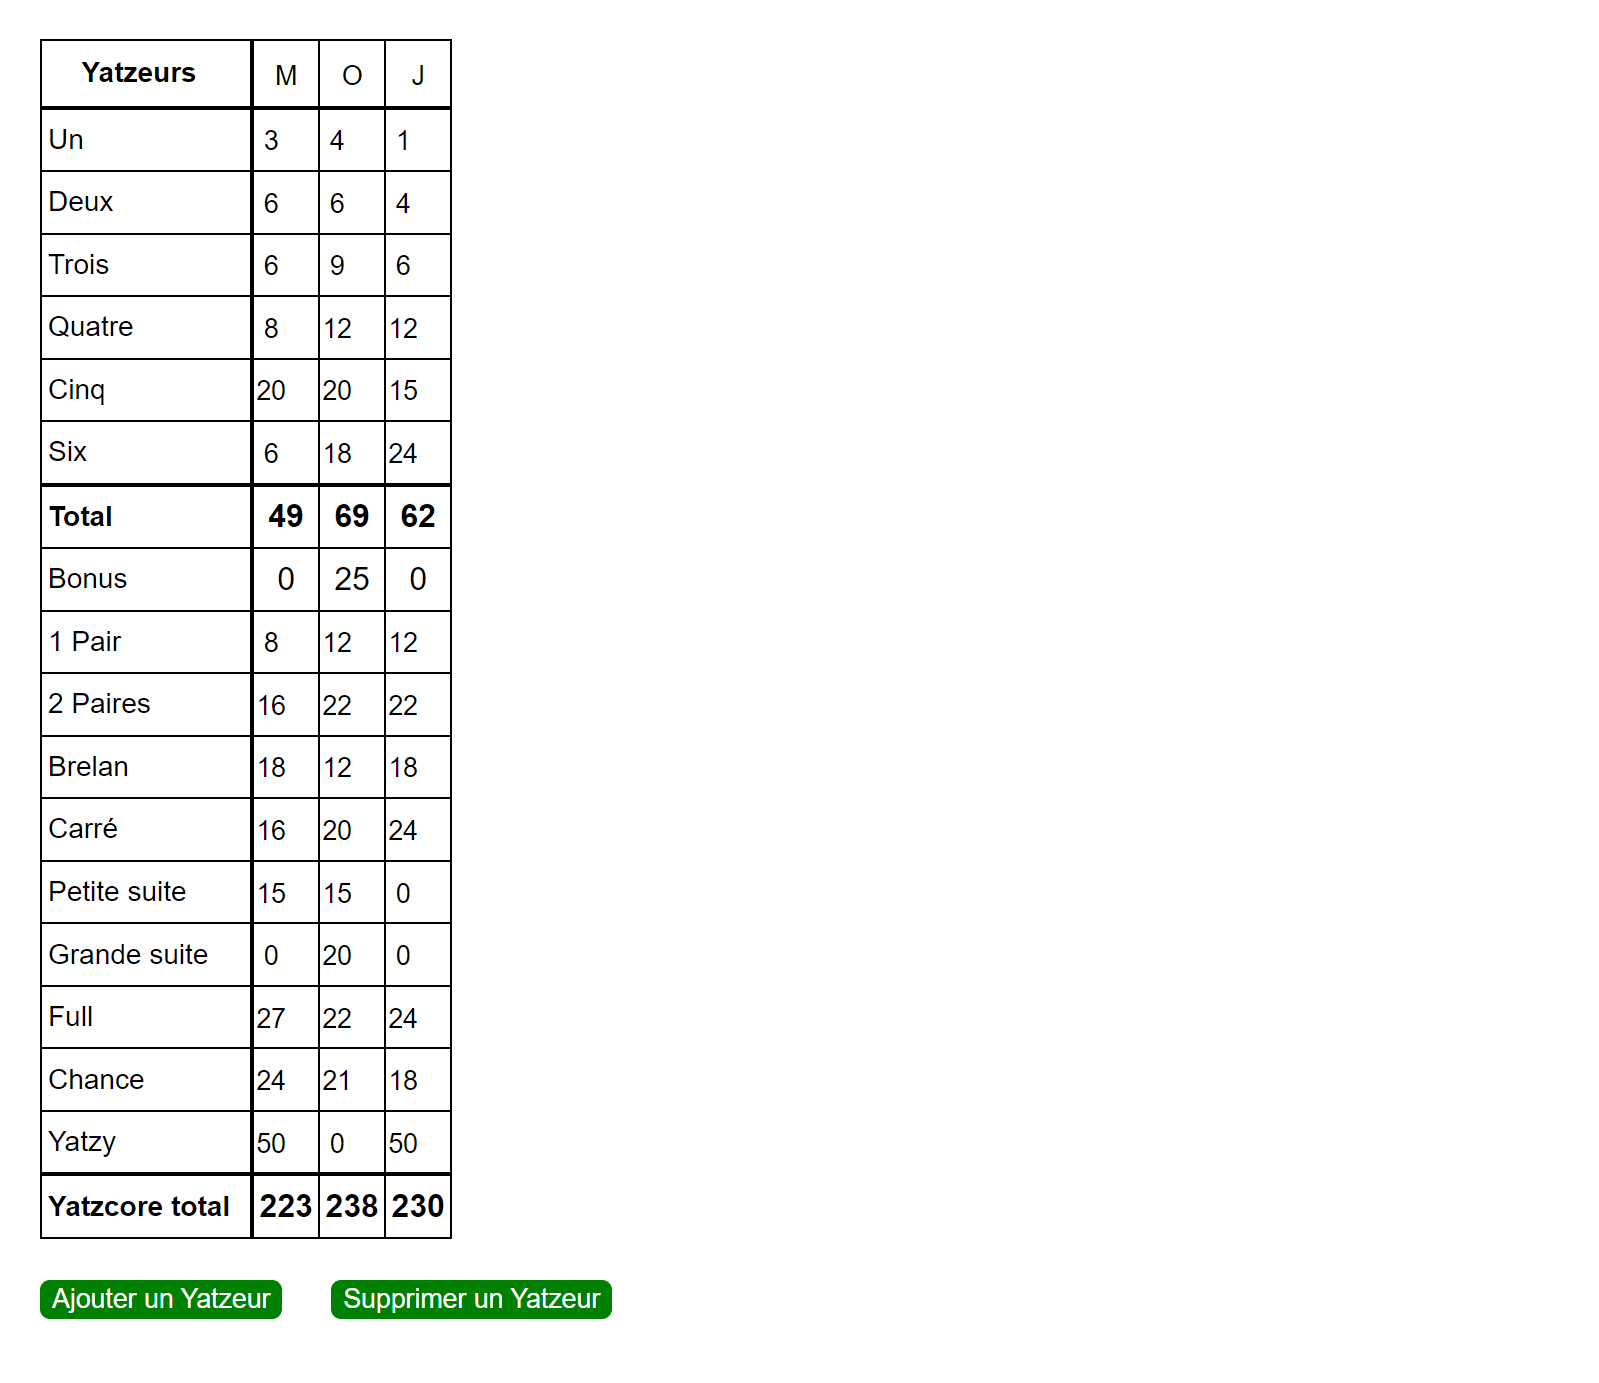 Yatzeurs M O J
Un 3 4 1
Deux 6 6 4
Trois 6 9 6
Quatre 8 12 12
Cinq 20 20 15
Six 6 18 24
Total 49 69 62
Bonus 0 25 0
1 Pair 8 12 12
2 Paires 16 22 22
Brelan 18 12 18
Carré 16 20 24
Petite suite 15 15 0
Grande suite 0 20 0
Full 27 22 24
Chance 24 21 18
Yatzy 50 0 50
Yatzcore total 223 238 230
Ajouter un Yatzeur Supprimer un Yatzeur